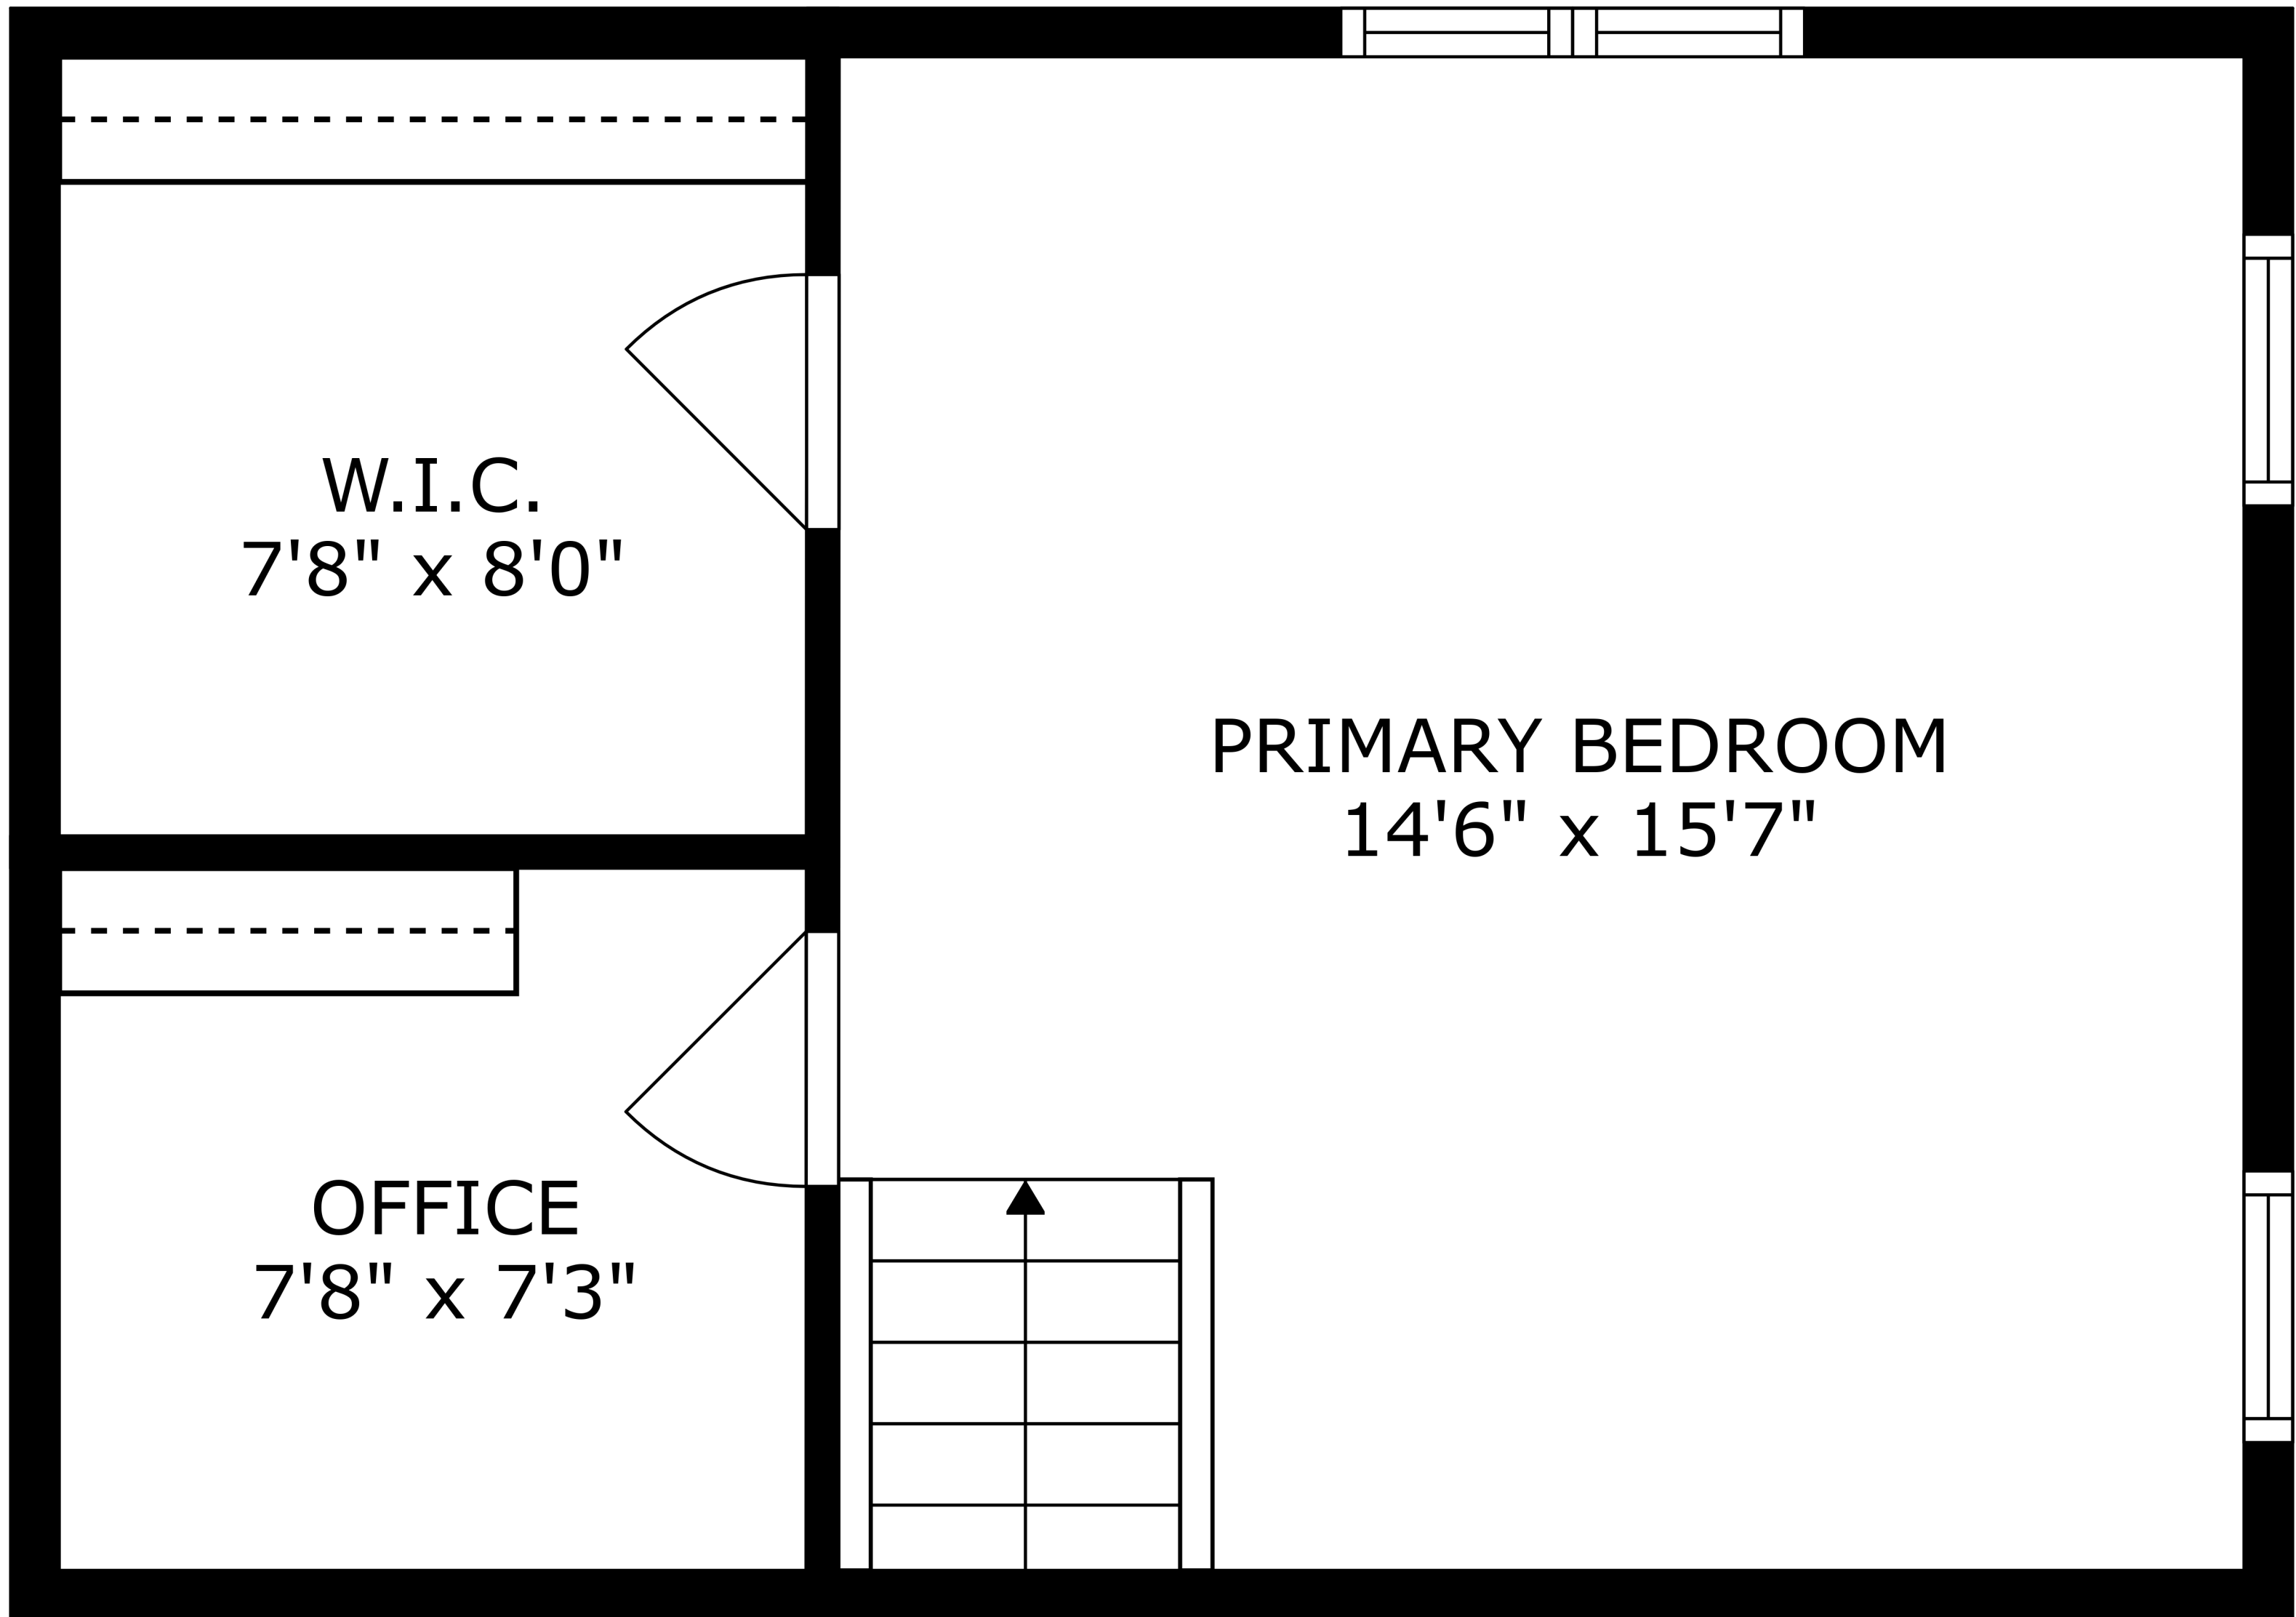 W.I.C.
7'8" x 8'0"
PRIMARY BEDROOM
14'6" x 15'7"
OFFICE
7'8" x 7'3"